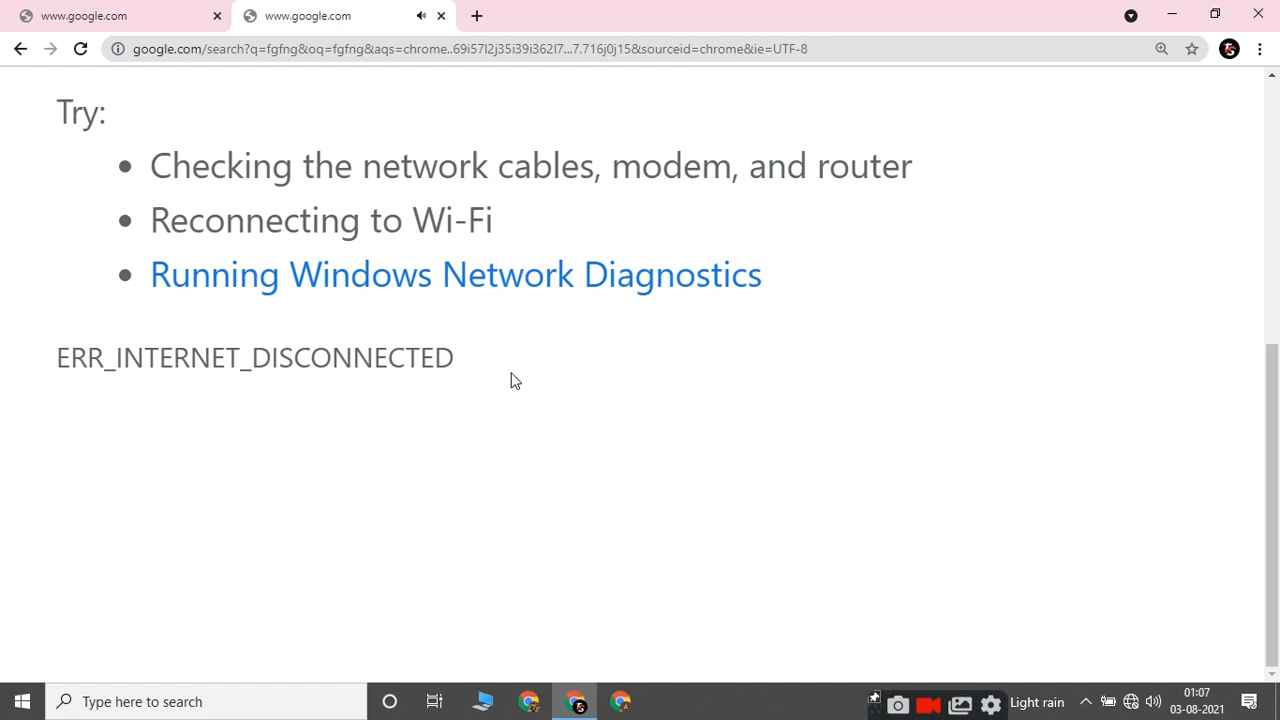 www.google.com
www.google.com
google.com/search?q=fgfng&oq=fgfng&aqs=chrome..69i57l2j35i39i362l7...7.716j0j15&sourceid=chrome&ie=UTF-8
Try:
Checking the network cables, modem, and router
Reconnecting to Wi-Fi
Running Windows Network Diagnostics
ERR_INTERNET_DISCONNECTED
Type here to search
Light rain
01:07
03-08-2021